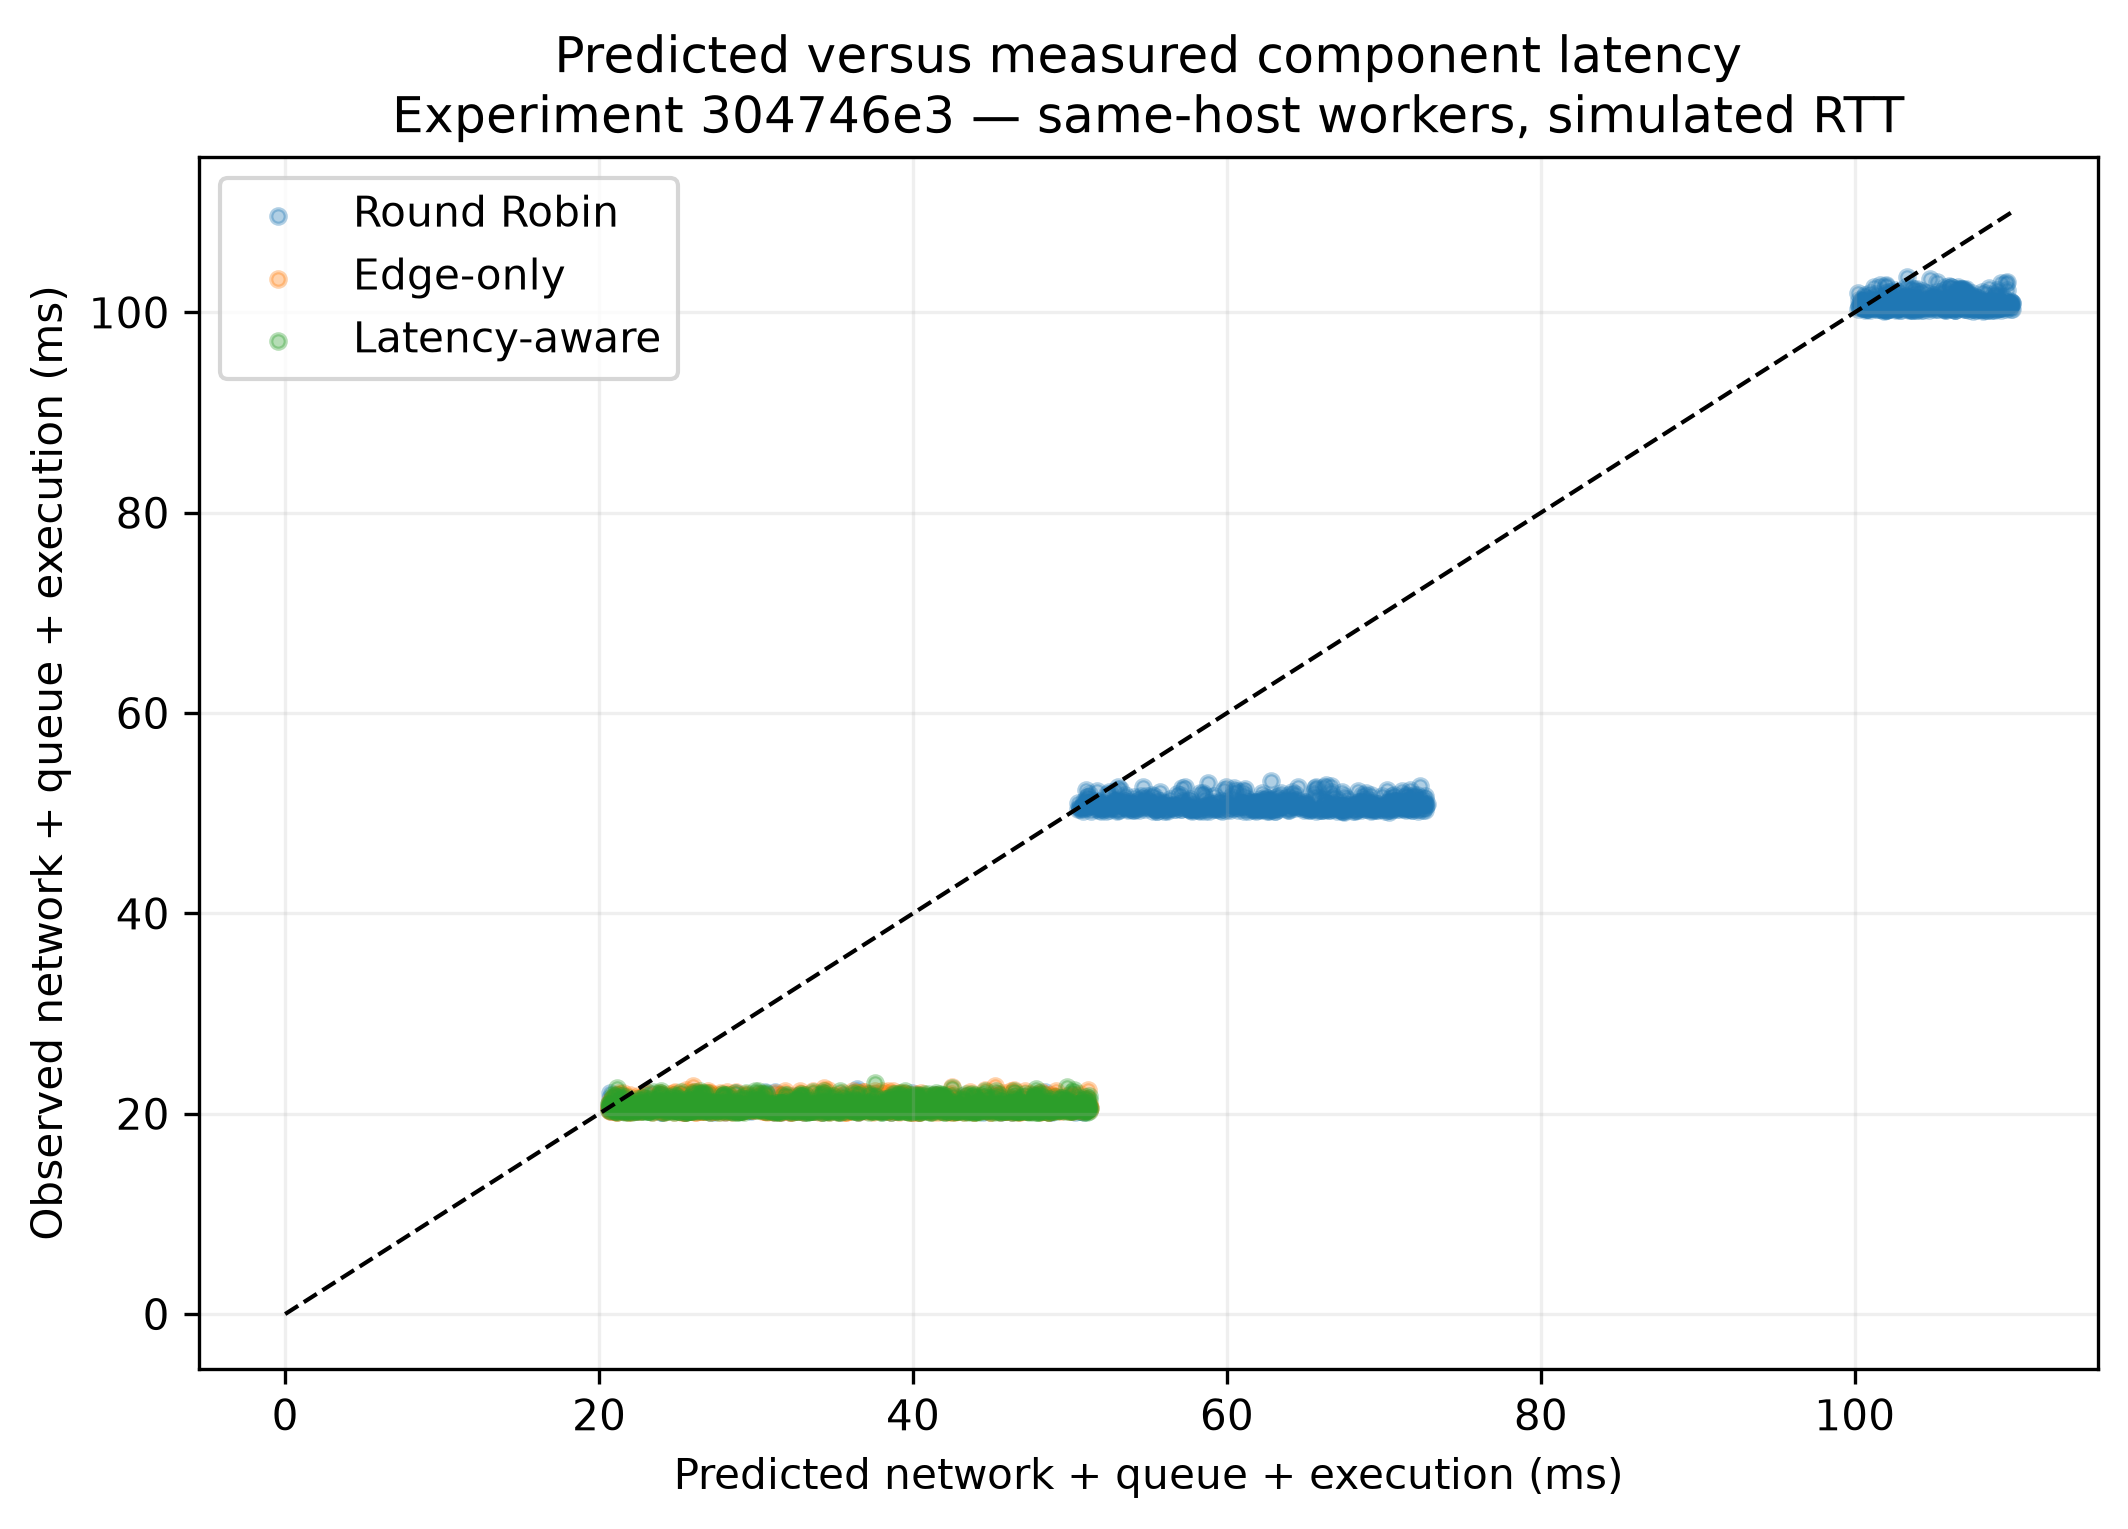 Predicted versus measured component latency
Experiment 304746e3 — same-host workers, simulated RTT
Round Robin
Edge-only
Latency-aware
Observed network + queue + execution (ms)
100
80
60
40
20
0
0 20 40 60 80 100
Predicted network + queue + execution (ms)